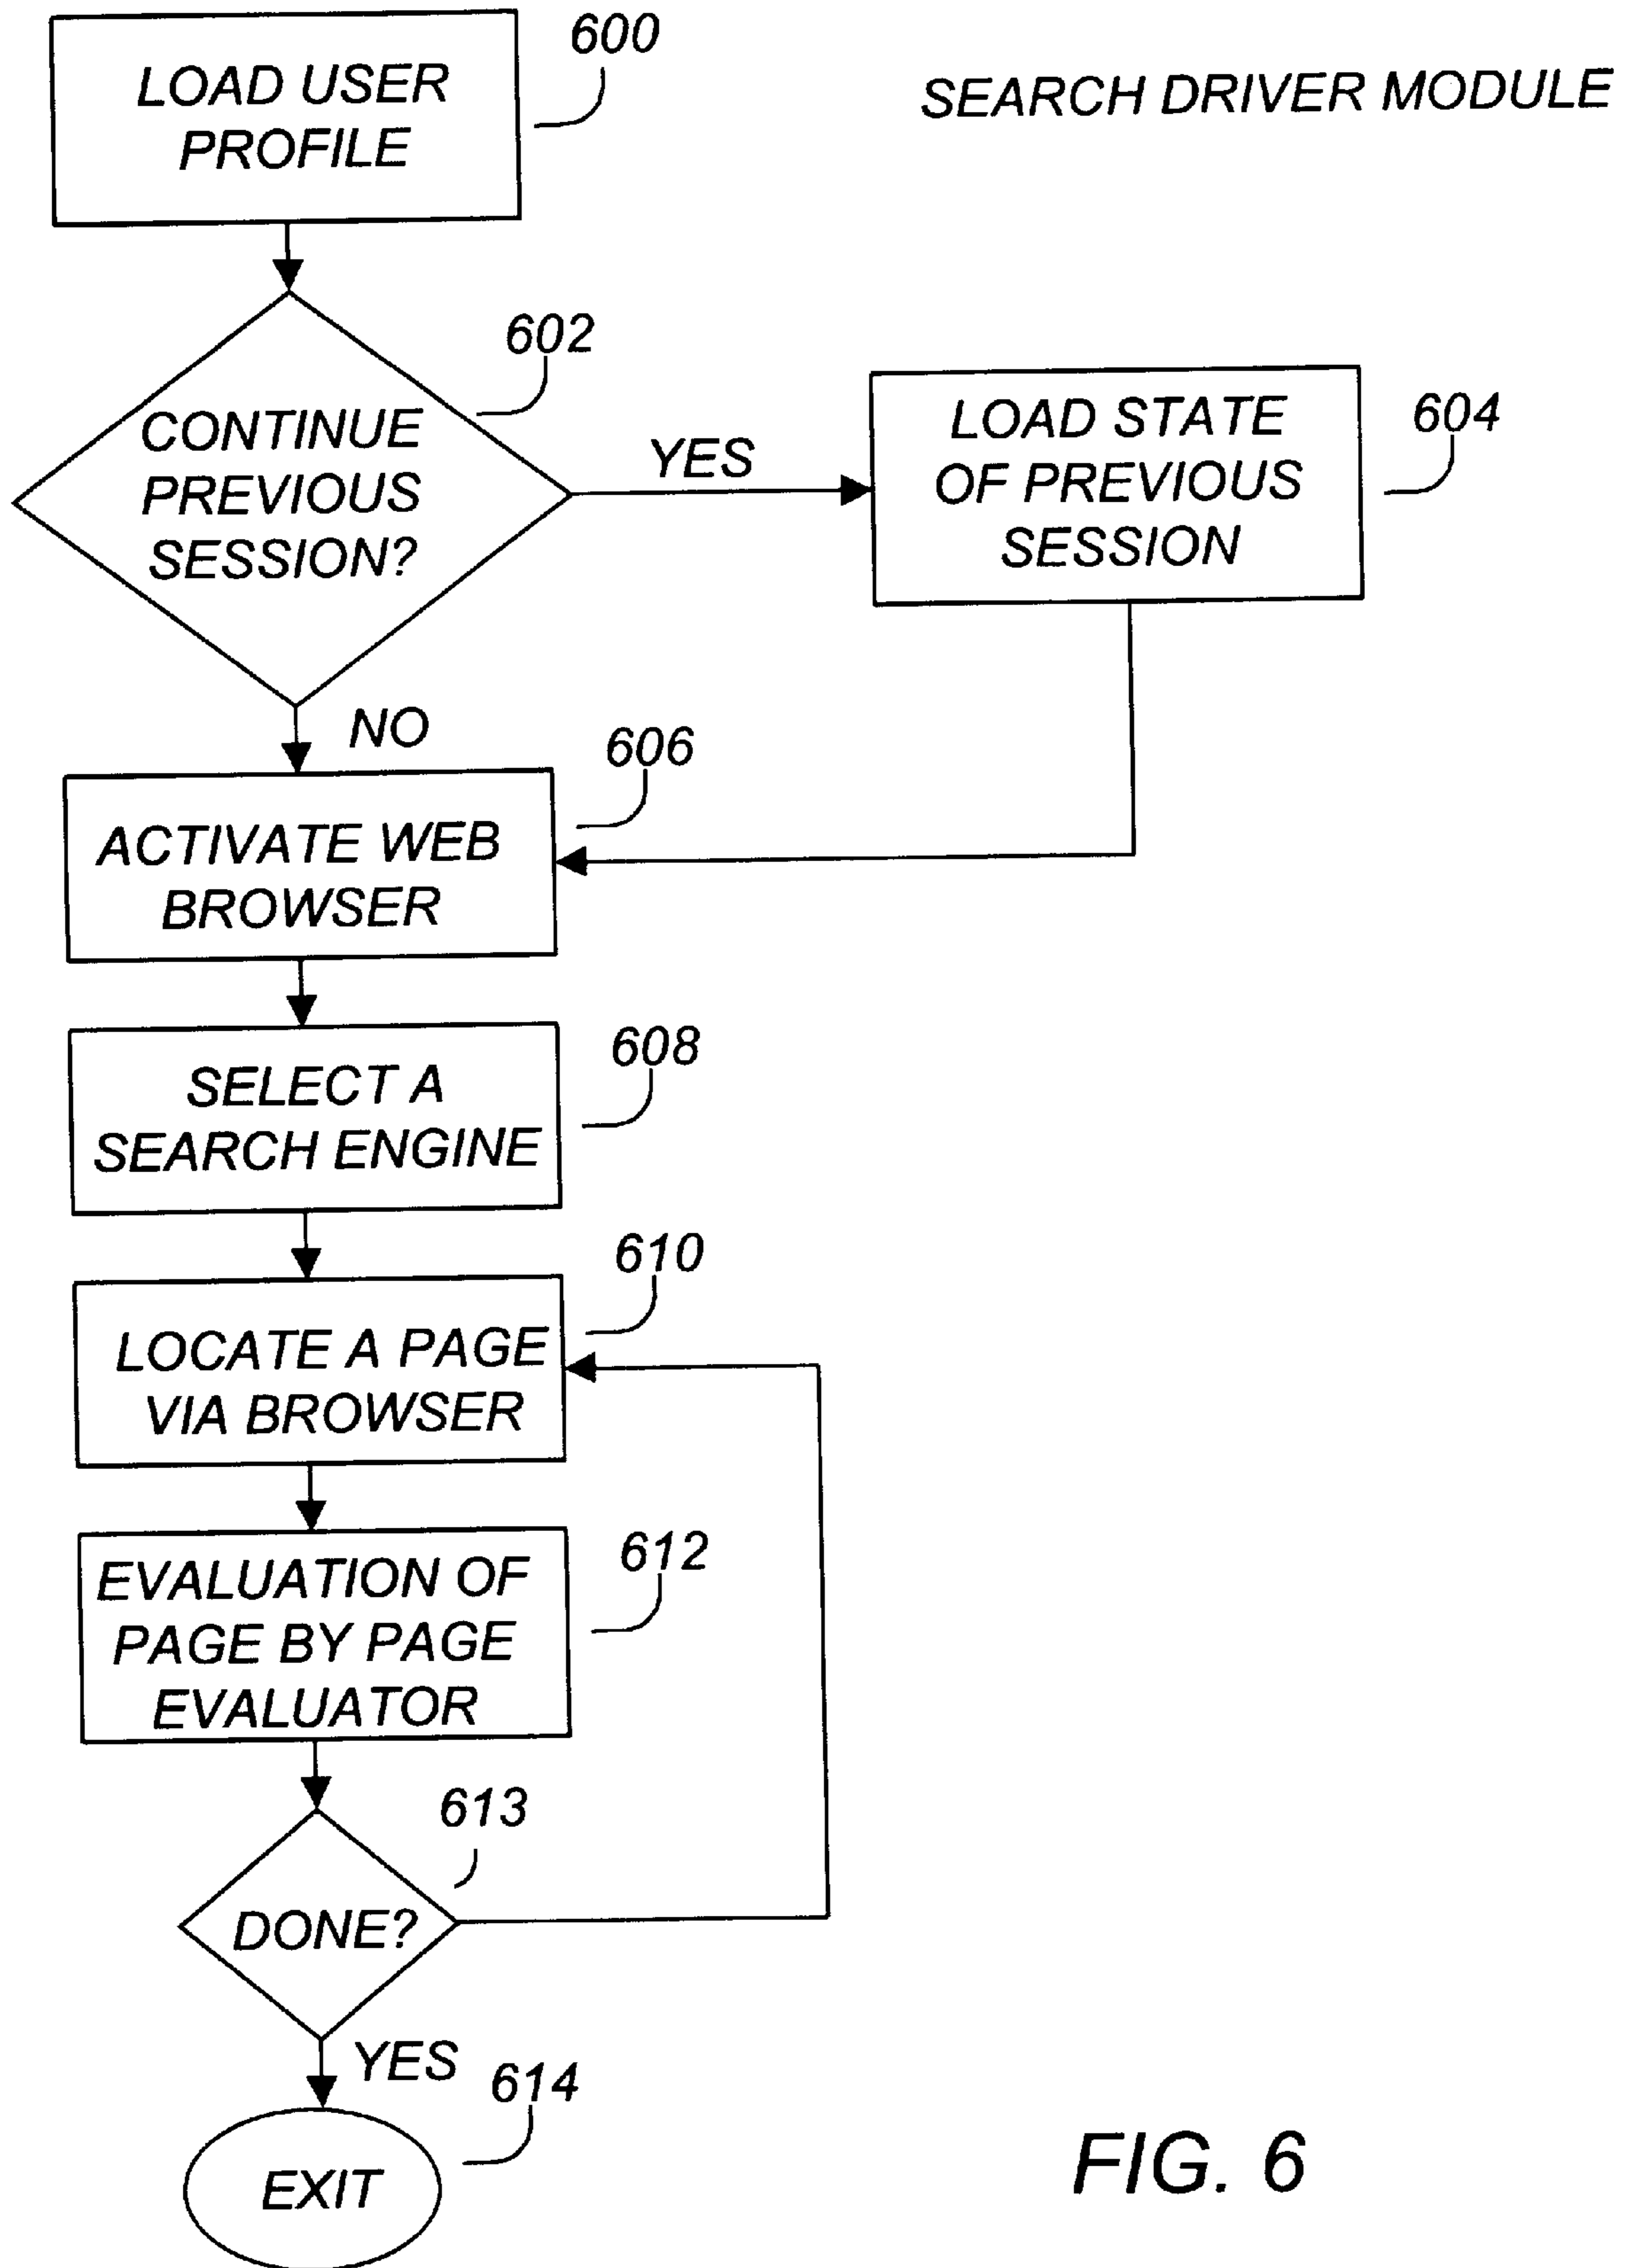 600
LOAD USER
PROFILE
SEARCH DRIVER MODULE
602
CONTINUE
PREVIOUS
SESSION?
YES
LOAD STATE
OF PREVIOUS
SESSION
604
NO
606
ACTIVATE WEB
BROWSER
608
SELECT A
SEARCH ENGINE
610
LOCATE A PAGE
VIA BROWSER
612
EVALUATION OF
PAGE BY PAGE
EVALUATOR
613
DONE?
YES
614
EXIT
FIG. 6